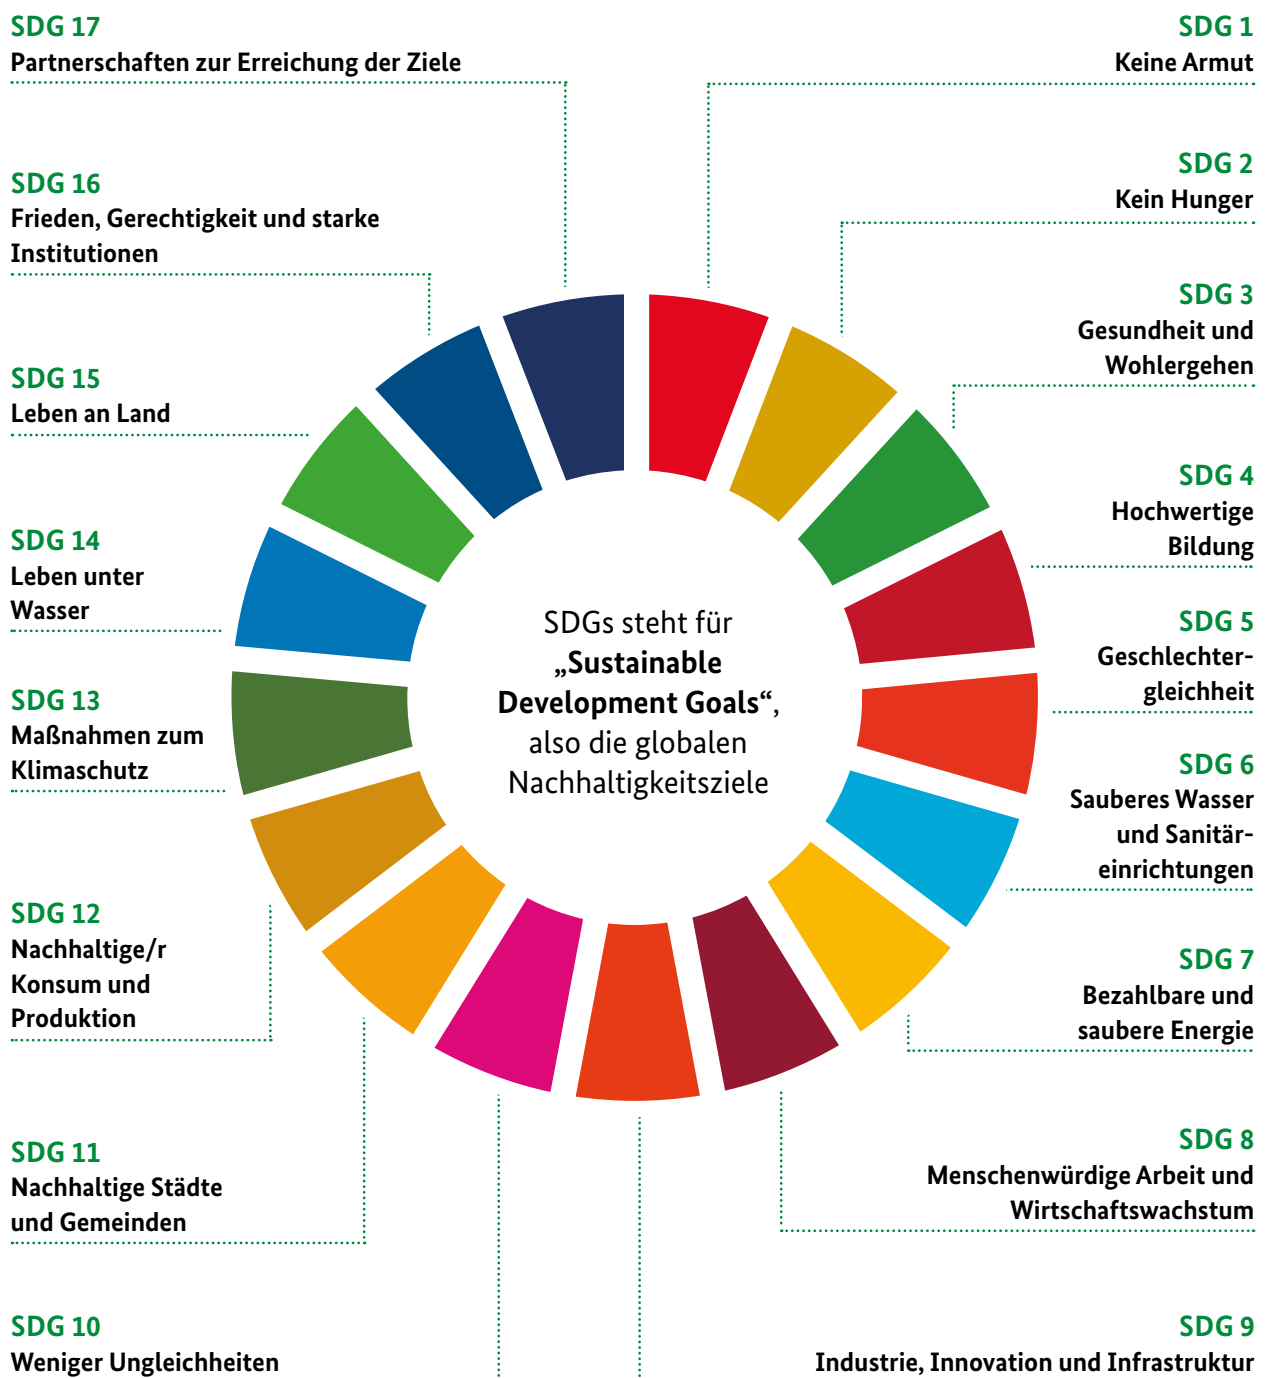 SDG 17
Partnerschaften zur Erreichung der Ziele
SDG 1
Keine Armut
SDG 2
Kein Hunger
SDG 16
Frieden, Gerechtigkeit und starke
Institutionen
SDG 3
Gesundheit und
Wohlergehen
SDG 15
Leben an Land
SDG 4
Hochwertige
Bildung
SDG 14
Leben unter
Wasser
SDGs steht für
„Sustainable
Development Goals“,
also die globalen
Nachhaltigkeitsziele
SDG 5
Geschlechter-
gleichheit
SDG 13
Maßnahmen zum
Klimaschutz
SDG 6
Sauberes Wasser
und Sanitär-
einrichtungen
SDG 12
Nachhaltige/r
Konsum und
Produktion
SDG 7
Bezahlbare und
saubere Energie
SDG 11
Nachhaltige Städte
und Gemeinden
SDG 8
Menschenwürdige Arbeit und
Wirtschaftswachstum
SDG 10
Weniger Ungleichheiten
SDG 9
Industrie, Innovation und Infrastruktur